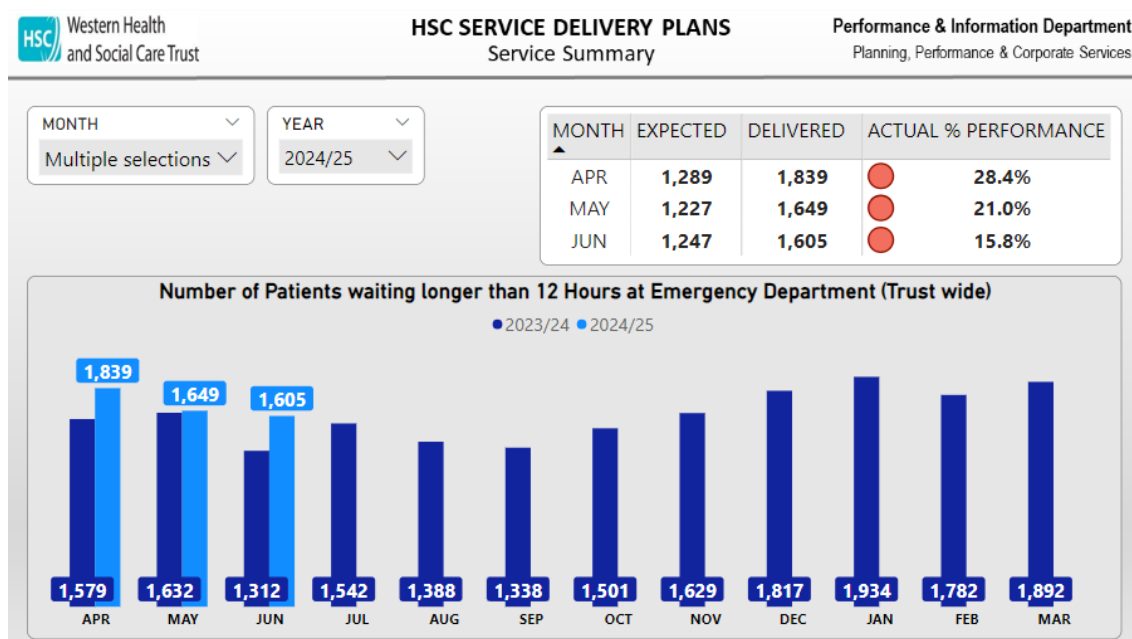 HSC
Western Health
and Social Care Trust
HSC SERVICE DELIVERY PLANS
Service Summary
Performance & Information Department
Planning, Performance & Corporate Services
MONTH
Multiple selections
YEAR
2024/25
MONTH EXPECTED DELIVERED ACTUAL % PERFORMANCE
APR 1,289 1,839 28.4%
MAY 1,227 1,649 21.0%
JUN 1,247 1,605 15.8%
Number of Patients waiting longer than 12 Hours at Emergency Department (Trust wide)
2023/24 2024/25
1,839 1,649 1,605
1,579 1,632 1,312 1,542 1,388 1,338 1,501 1,629 1,817 1,934 1,782 1,892
APR MAY JUN JUL AUG SEP OCT NOV DEC JAN FEB MAR